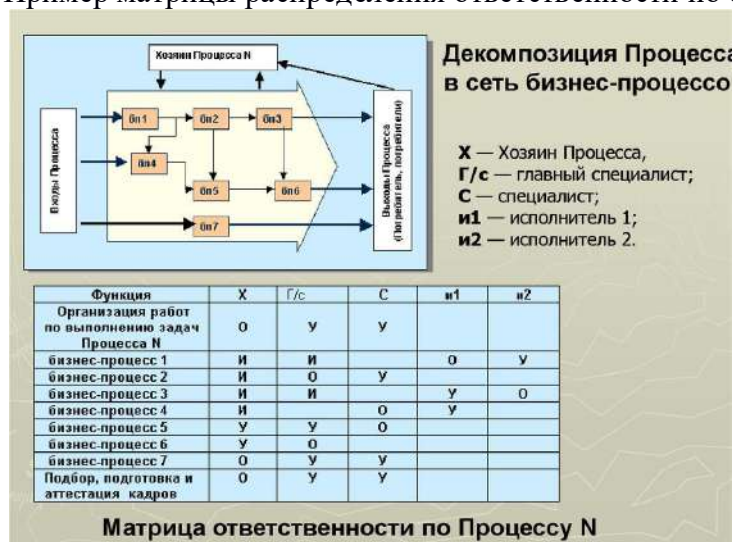 Пример матрицы распределения ответственности по
Декомпозиция Процесса
в сеть бизнес-процессо
Хозяин Процесса N
Входы Процесса
бп1
бп2
бп3
бп4
бп5
бп6
бп7
Выходы Процесса
(Потребитель, потребители)
Х — Хозяин Процесса,
Г/с — главный специалист;
С — специалист;
и1 — исполнитель 1;
и2 — исполнитель 2.
Функция Х Г/с С и1 и2
Организация работ
по выполнению задач О У У
Процесса N
бизнес-процесс 1 И И О У
бизнес-процесс 2 И О У
бизнес-процесс 3 И И У О
бизнес-процесс 4 И О У
бизнес-процесс 5 У У О
бизнес-процесс 6 У О
бизнес-процесс 7 О У У
Подбор, подготовка и О У У
аттестация кадров
Матрица ответственности по Процессу N